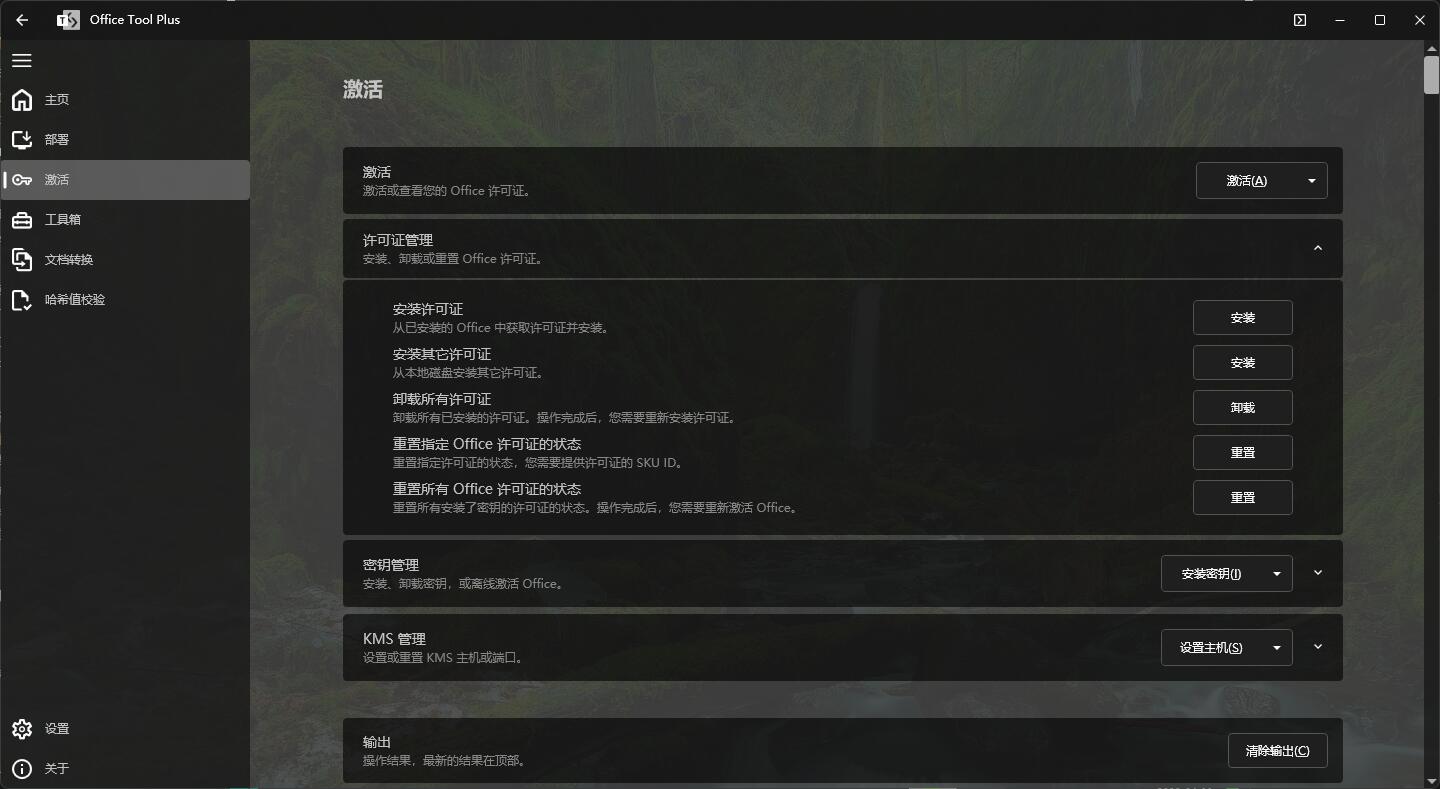 Office Tool Plus
主页
部署
激活
工具箱
文档转换
哈希值校验
设置
关于
激活
激活
激活或查看您的 Office 许可证。
激活(A)
许可证管理
安装、卸载或重置 Office 许可证。
安装许可证
从已安装的 Office 中获取许可证并安装。
安装
安装其它许可证
从本地磁盘安装其它许可证。
安装
卸载所有许可证
卸载所有已安装的许可证。操作完成后，您需要重新安装许可证。
卸载
重置指定 Office 许可证的状态
重置指定许可证的状态，您需要提供许可证的 SKU ID。
重置
重置所有 Office 许可证的状态
重置所有安装了密钥的许可证的状态。操作完成后，您需要重新激活 Office。
重置
密钥管理
安装、卸载密钥，或离线激活 Office。
安装密钥(I)
KMS 管理
设置或重置 KMS 主机或端口。
设置主机(S)
输出
操作结果，最新的结果在顶部。
清除输出(C)